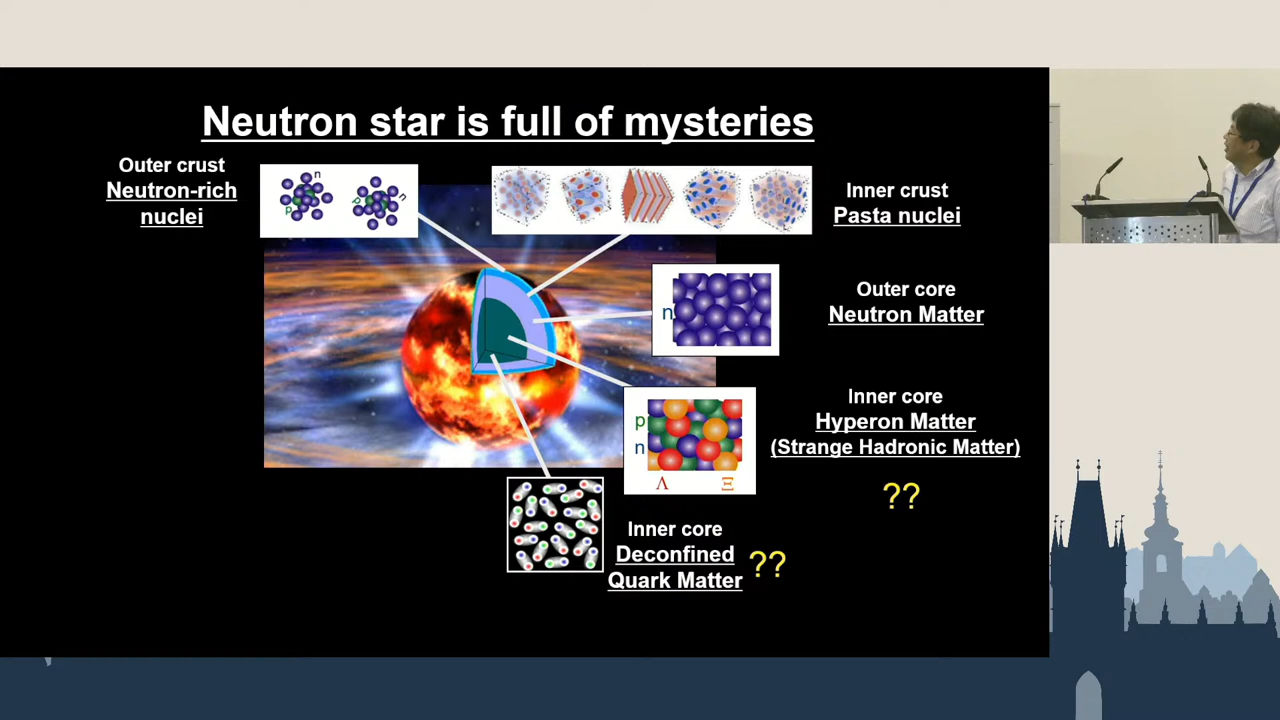 Neutron star is full of mysteries
Outer crust
Neutron-rich
nuclei
n
p
p
n
Inner crust
Pasta nuclei
n
Outer core
Neutron Matter
p
n
Λ Ξ
Inner core
Hyperon Matter
(Strange Hadronic Matter)
??
Inner core
Deconfined
Quark Matter
??